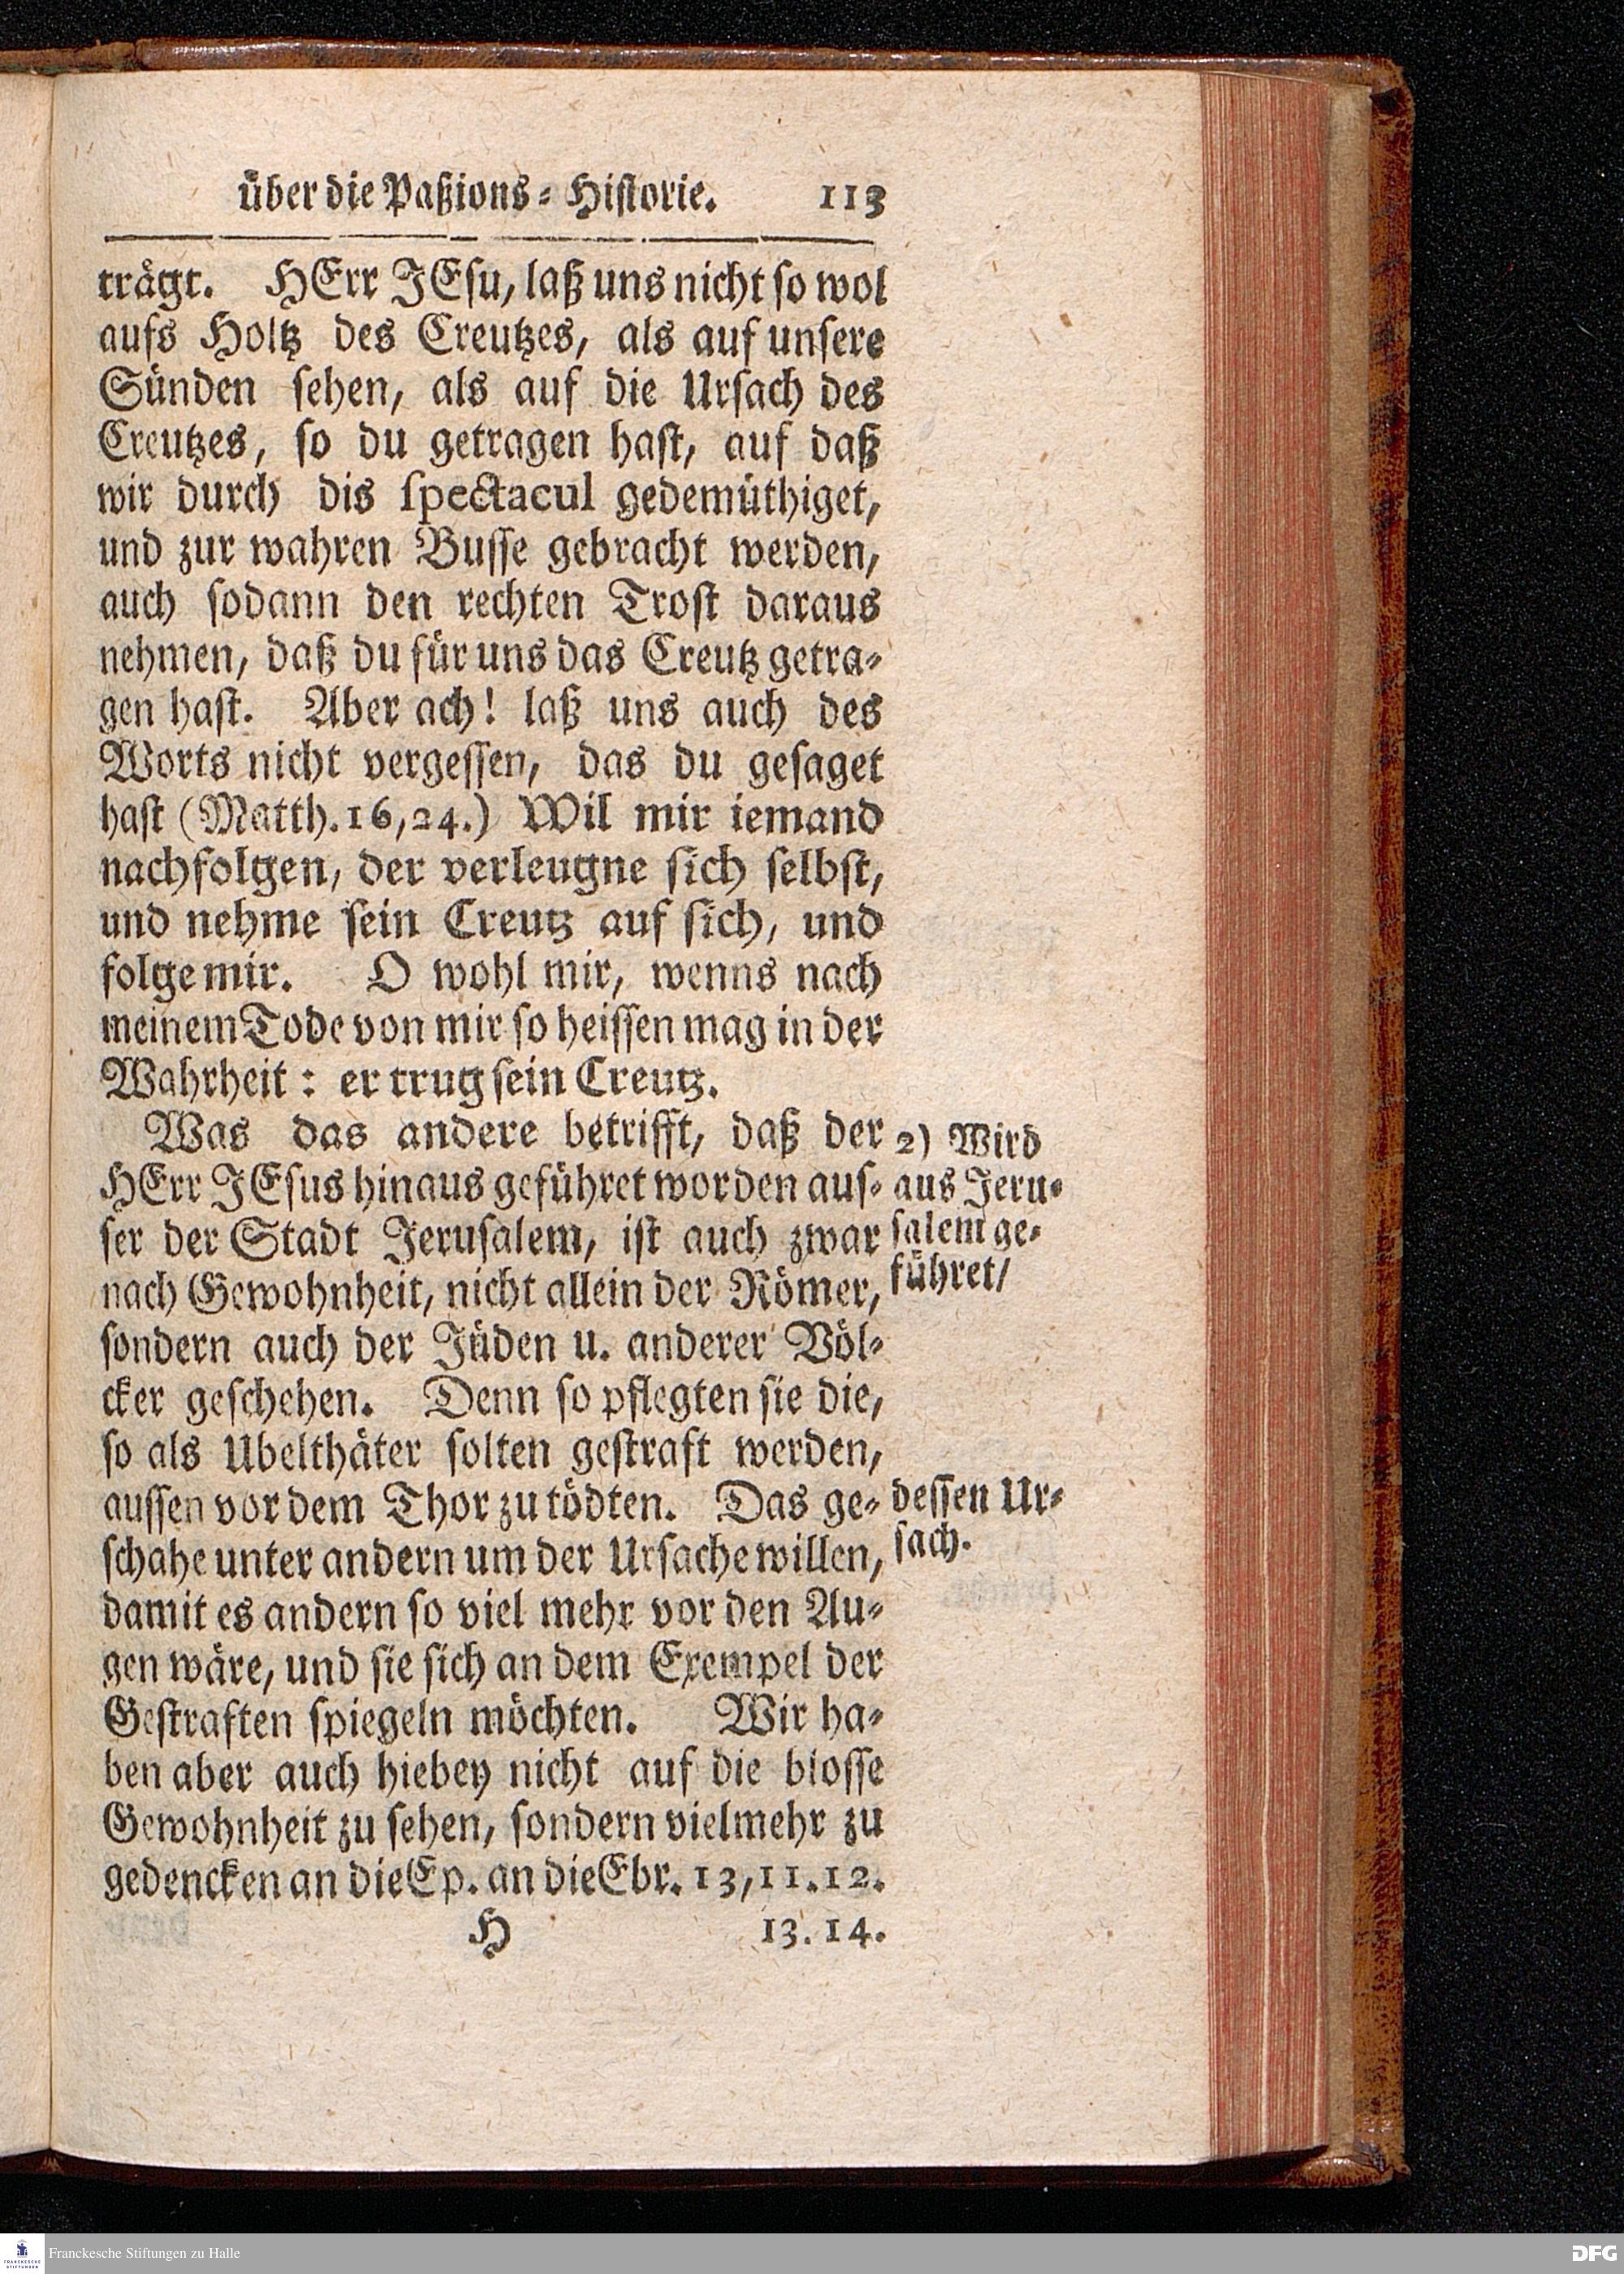 über die Paßions-Historie. 113
trägt. HErr JEsu, laß uns nicht so wol
aufs Holtz des Creutzes, als auf unsere
Sünden sehen, als auf die Ursach des
Creutzes, so du getragen hast, auf daß
wir durch dis spectacul gedemüthiget,
und zur wahren Busse gebracht werden,
auch sodann den rechten Trost daraus
nehmen, daß du für uns das Creutz getra-
gen hast. Aber ach! laß uns auch des
Worts nicht vergessen, das du gesaget
hast (Matth. 16, 24.) Wil mir iemand
nachfolgen, der verleugne sich selbst,
und nehme sein Creutz auf sich, und
folge mir. O wohl mir, wenns nach
meinem Tode von mir so heissen mag in der
Wahrheit: er trug sein Creutz.
Was das andere betrifft, daß der
HErr JEsus hinaus geführet worden aus-
ser der Stadt Jerusalem, ist auch zwar
nach Gewohnheit, nicht allein der Römer,
sondern auch der Jüden u. anderer Völ-
cker geschehen. Denn so pflegten sie die,
so als Ubelthäter solten gestraft werden,
aussen vor dem Thor zu tödten. Das ge-
schahe unter andern um der Ursache willen,
damit es andern so viel mehr vor den Au-
gen wäre, und sie sich an dem Exempel der
Gestraften spiegeln möchten. Wir ha-
ben aber auch hiebey nicht auf die blosse
Gewohnheit zu sehen, sondern vielmehr zu
gedencken an die Ep. an die Ebr. 13, 11. 12.
H 13. 14.
2) Wird
aus Jeru-
salem ge-
führet/
dessen Ur-
sach.
FRANCKESCHE
STIFTUNGEN
Franckesche Stiftungen zu Halle
DFG